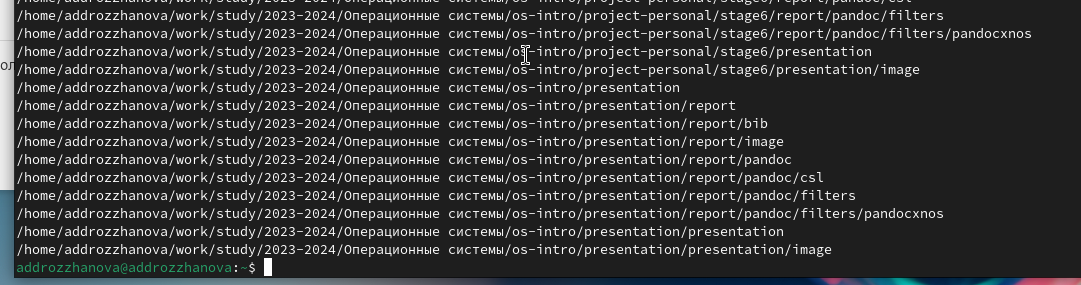 /home/addrozzhanova/work/study/2023-2024/Операционные системы/os-intro/project-personal/stage6/report/pandoc/csl
/home/addrozzhanova/work/study/2023-2024/Операционные системы/os-intro/project-personal/stage6/report/pandoc/filters
/home/addrozzhanova/work/study/2023-2024/Операционные системы/os-intro/project-personal/stage6/report/pandoc/filters/pandocxnos
/home/addrozzhanova/work/study/2023-2024/Операционные системы/os-intro/project-personal/stage6/presentation
/home/addrozzhanova/work/study/2023-2024/Операционные системы/os-intro/project-personal/stage6/presentation/image
/home/addrozzhanova/work/study/2023-2024/Операционные системы/os-intro/presentation
/home/addrozzhanova/work/study/2023-2024/Операционные системы/os-intro/presentation/report
/home/addrozzhanova/work/study/2023-2024/Операционные системы/os-intro/presentation/report/bib
/home/addrozzhanova/work/study/2023-2024/Операционные системы/os-intro/presentation/report/image
/home/addrozzhanova/work/study/2023-2024/Операционные системы/os-intro/presentation/report/pandoc
/home/addrozzhanova/work/study/2023-2024/Операционные системы/os-intro/presentation/report/pandoc/csl
/home/addrozzhanova/work/study/2023-2024/Операционные системы/os-intro/presentation/report/pandoc/filters
/home/addrozzhanova/work/study/2023-2024/Операционные системы/os-intro/presentation/report/pandoc/filters/pandocxnos
/home/addrozzhanova/work/study/2023-2024/Операционные системы/os-intro/presentation/presentation
/home/addrozzhanova/work/study/2023-2024/Операционные системы/os-intro/presentation/presentation/image
addrozzhanova@addrozzhanova:~$